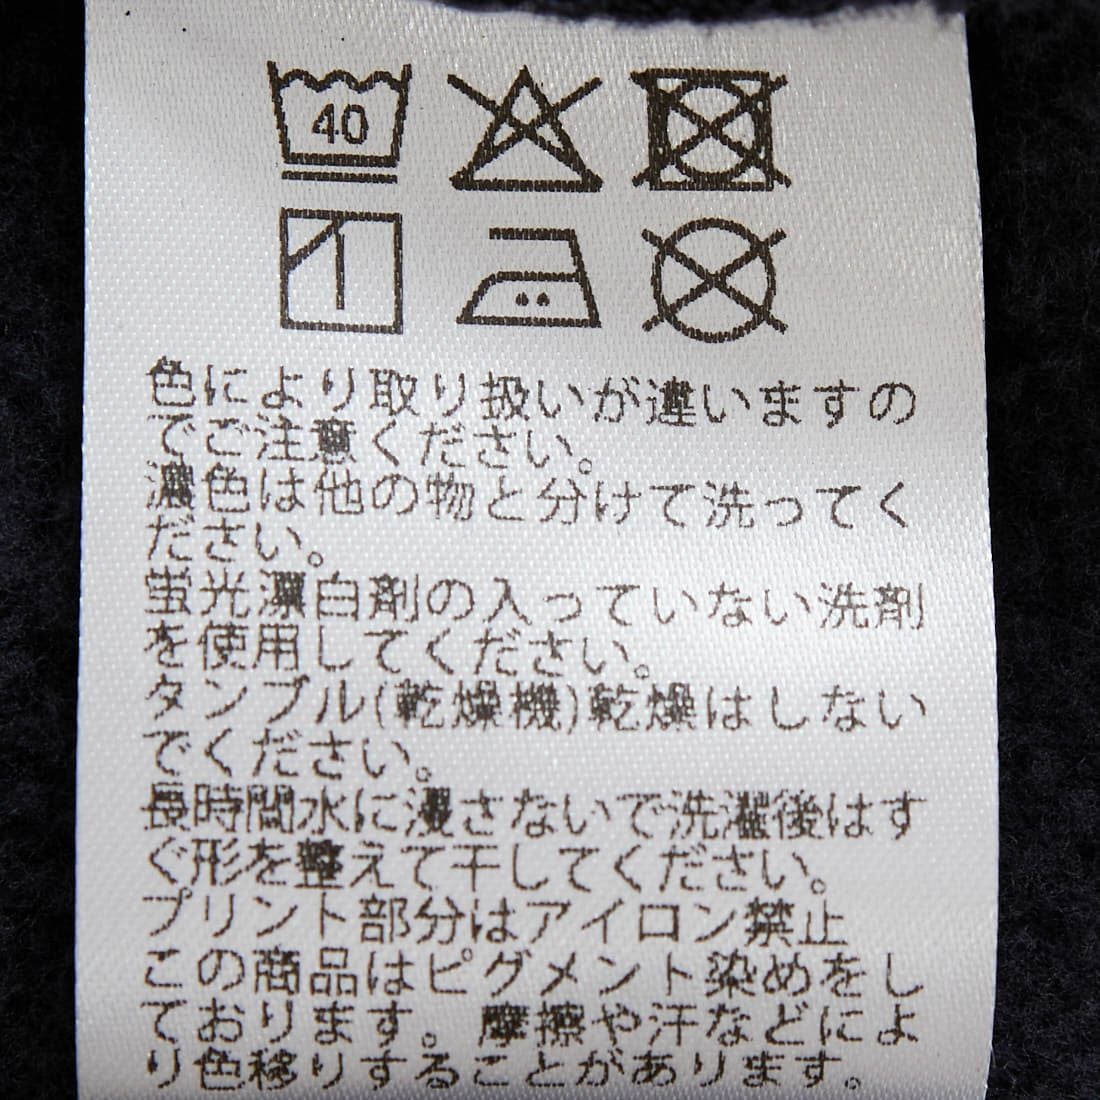 40
色により取り扱いが違いますの
でご注意ください。
濃色は他の物と分けて洗ってく
ださい。
蛍光漂白剤の入っていない洗剤
を使用してください。
タンブル(乾燥機)乾燥はしない
でください。
長時間水に浸さないで洗濯後はす
ぐ形を整えて干してください。
プリント部分はアイロン禁止
この商品はピグメント染めをし
ております。摩擦や汗などによ
り色移りすることがあります。